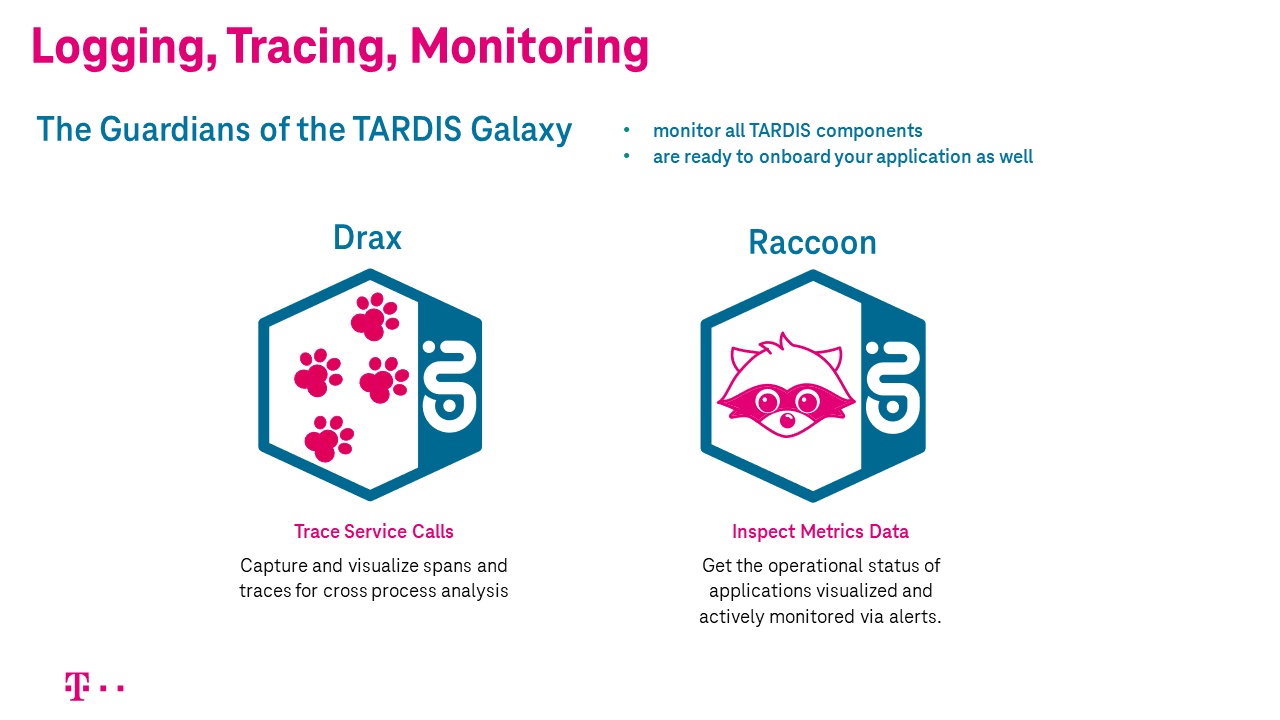 Logging, Tracing, Monitoring
The Guardians of the TARDIS Galaxy
• monitor all TARDIS components
• are ready to onboard your application as well
Drax
Raccoon
Trace Service Calls
Capture and visualize spans and
traces for cross process analysis
Inspect Metrics Data
Get the operational status of
applications visualized and
actively monitored via alerts.
T